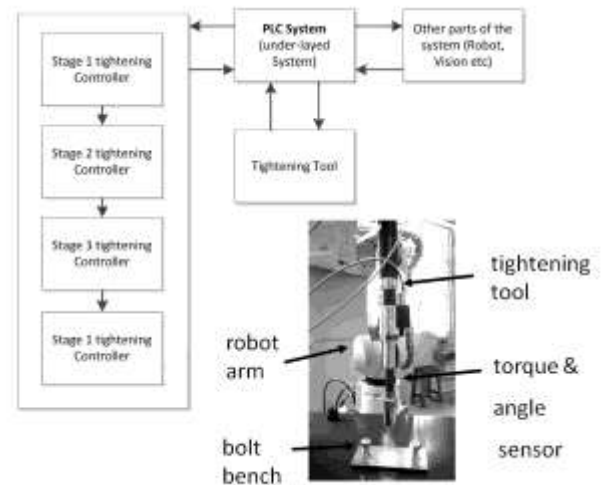 Stage 1 tightening
Controller
Stage 2 tightening
Controller
Stage 3 tightening
Controller
Stage 1 tightening
Controller
PLC System
(under-layed
System)
Other parts of the
system (Robot,
Vision etc)
Tightening Tool
tightening
tool
robot
arm
torque &
angle
sensor
bolt
bench